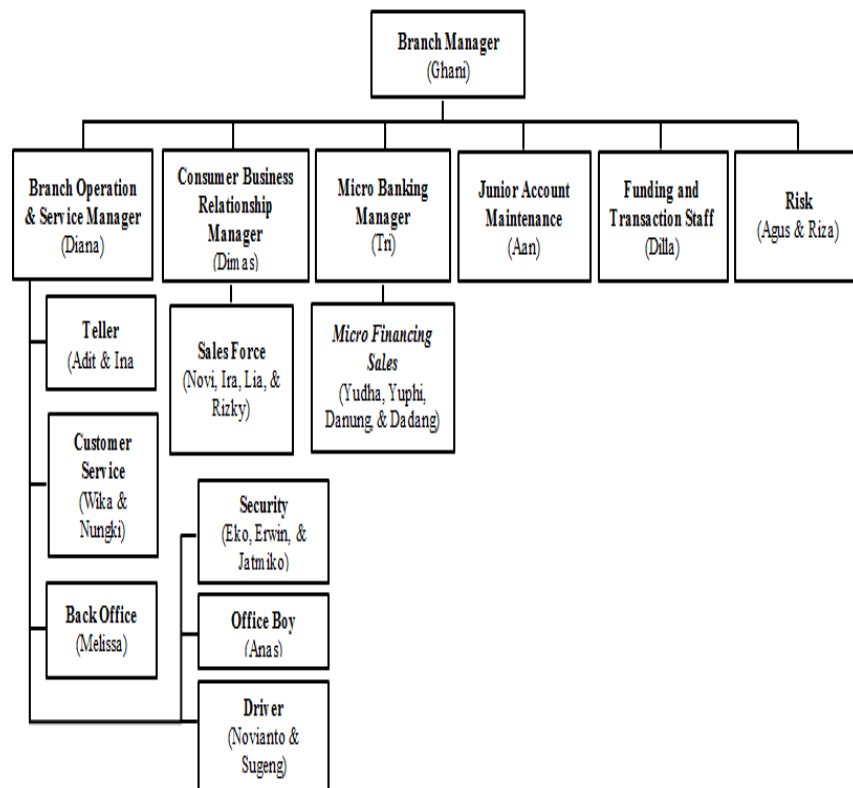 Branch Manager
(Ghani)
Branch Operation
& Service Manager
(Diana)
Consumer Business
Relationship
Manager
(Dimas)
Micro Banking
Manager
(Tri)
Junior Account
Maintenance
(Aan)
Funding and
Transaction Staff
(Dilla)
Risk
(Agus & Riza)
Teller
(Adit & Ina
Sales Force
(Novi, Ira, Lia, &
Rizky)
Micro Financing
Sales
(Yudha, Yuphi,
Danung, & Dadang)
Customer
Service
(Wika &
Nungki)
Security
(Eko, Erwin, &
Jatmiko)
Back Office
(Melissa)
Office Boy
(Anas)
Driver
(Novianto &
Sugeng)